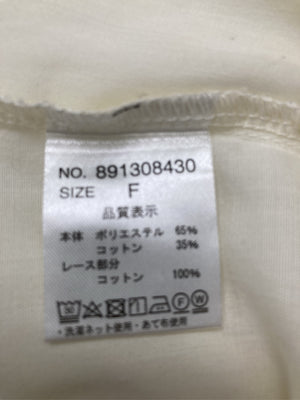 NO. 891308430
SIZE F
品質表示
本体 ポリエステル 65%
コットン 35%
レース部分
コットン 100%
・洗濯ネット使用・あて布使用